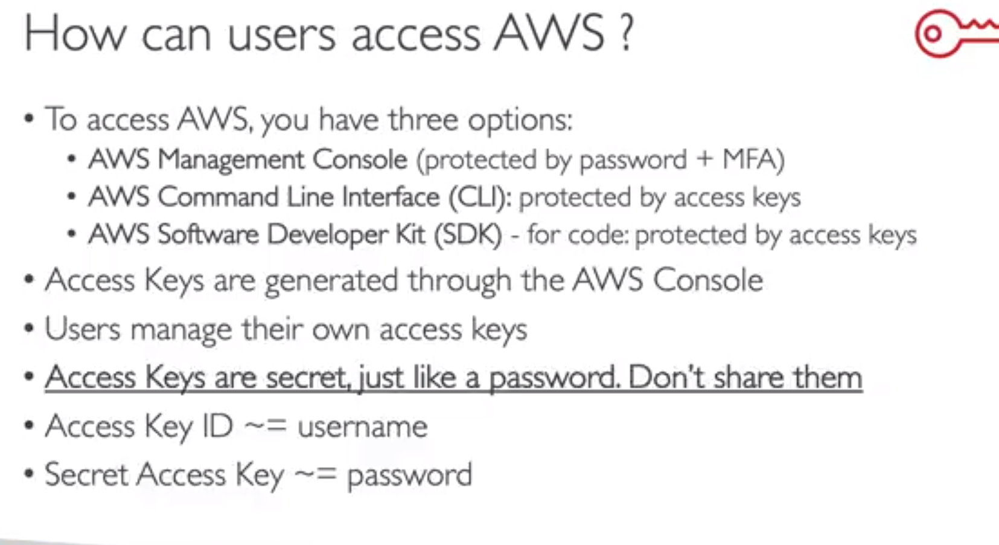 How can users access AWS ?
• To access AWS, you have three options:
• AWS Management Console (protected by password + MFA)
• AWS Command Line Interface (CLI): protected by access keys
• AWS Software Developer Kit (SDK) - for code: protected by access keys
• Access Keys are generated through the AWS Console
• Users manage their own access keys
• Access Keys are secret, just like a password. Don't share them
• Access Key ID ~= username
• Secret Access Key ~= password